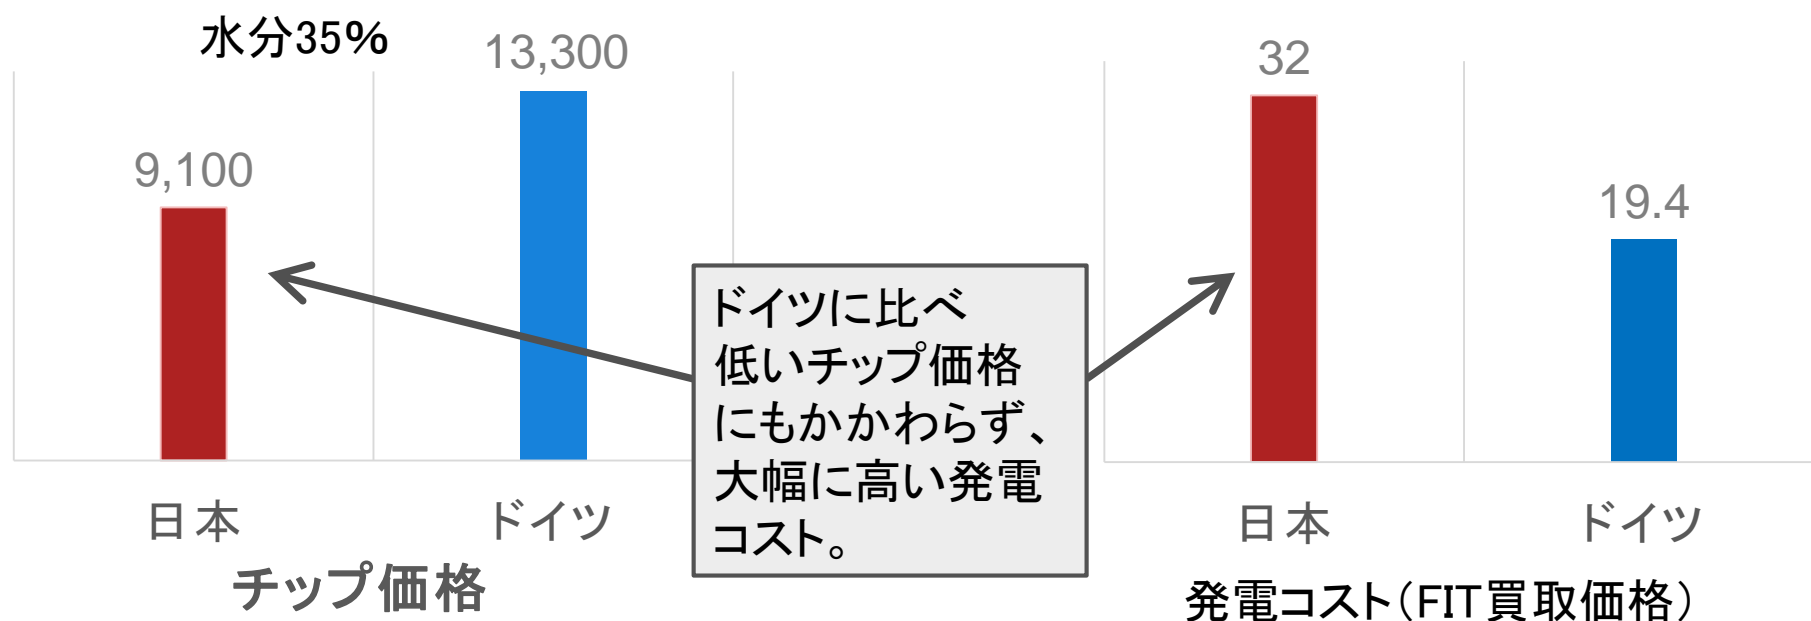 水分35%
13,300
9,100
日本
ドイツ
チップ価格
ドイツに比べ
低いチップ価格
にもかかわらず、
大幅に高い発電
コスト。
32
19.4
日本
ドイツ
発電コスト(FIT買取価格)